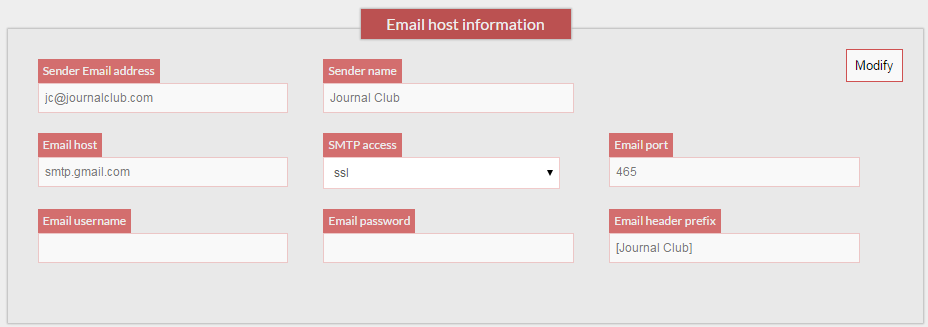 Email host information
Modify
Sender Email address
Sender name
jc@journalclub.com
Journal Club
Email host
SMTP access
Email port
smtp.gmail.com
ssl
465
Email username
Email password
Email header prefix
[Journal Club]